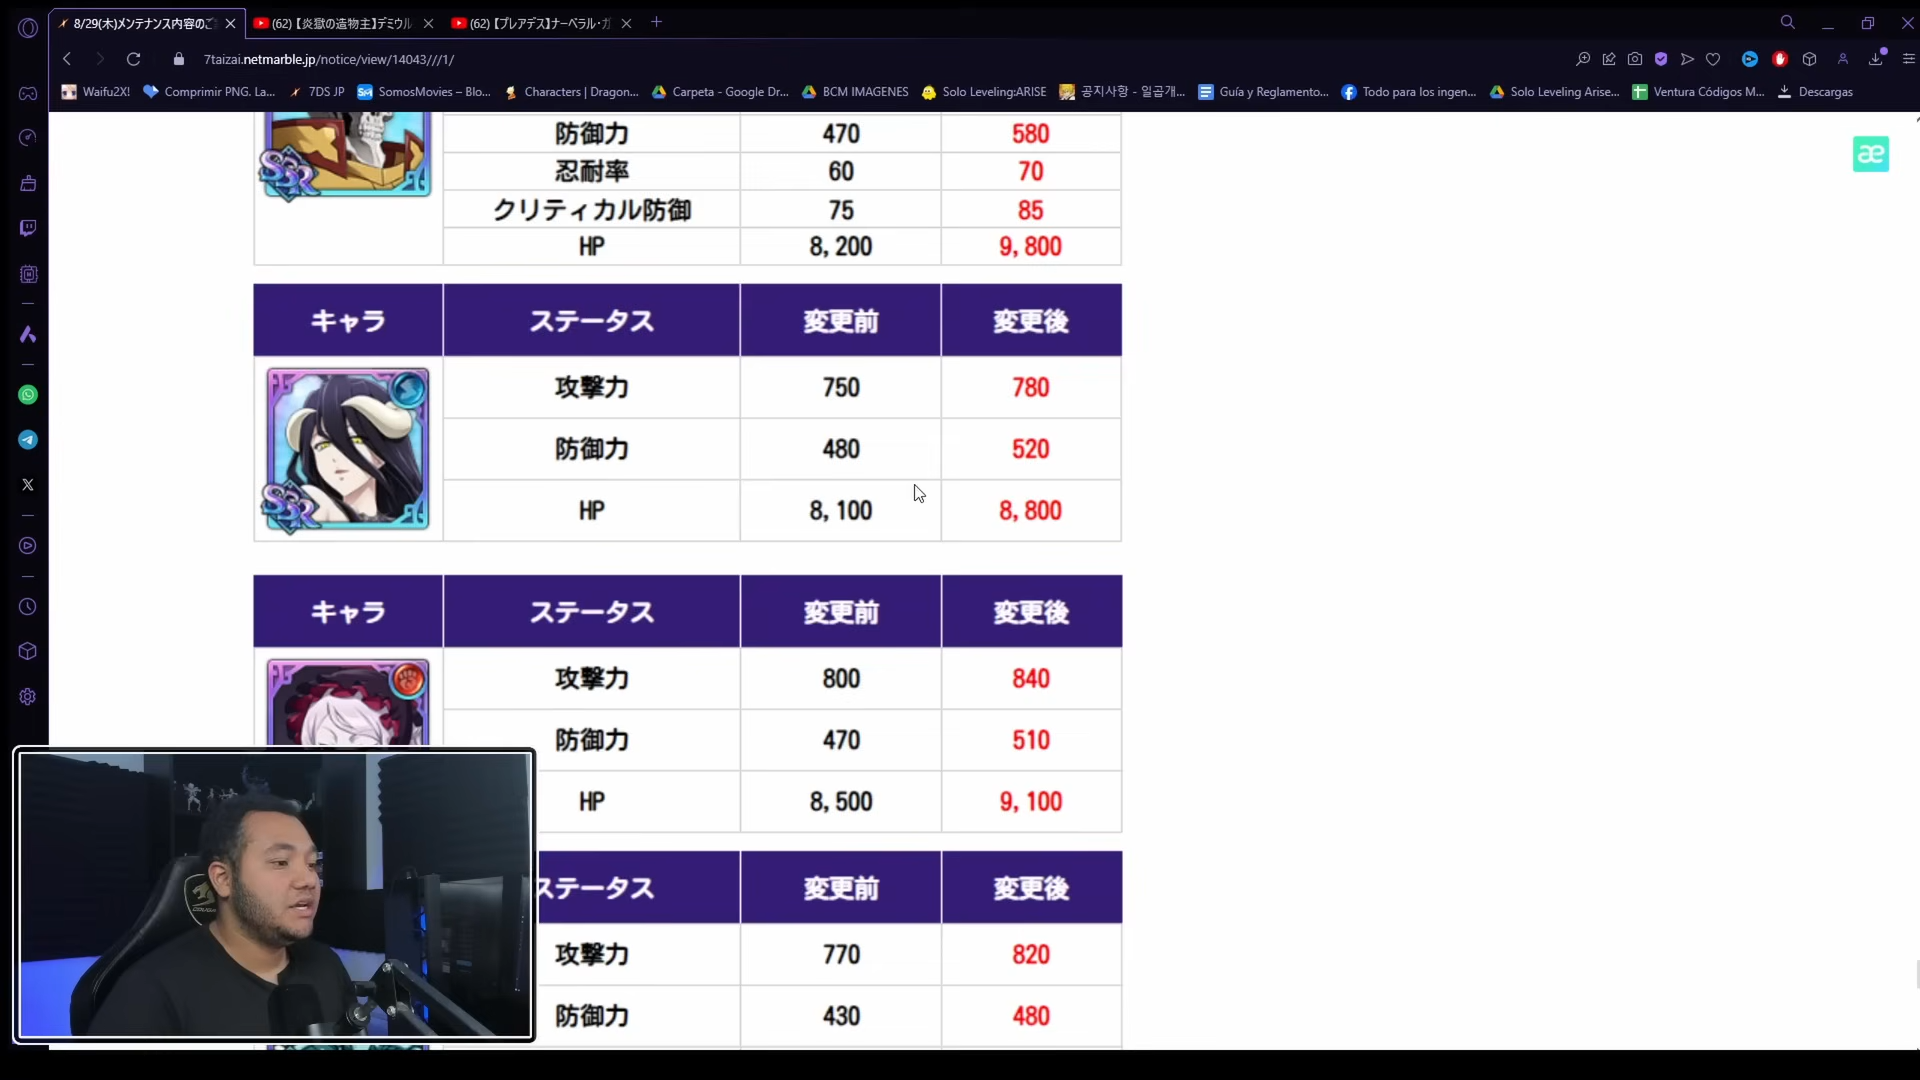 8/29(木)メンテナンス内容のご
(62)【炎獄の造物主】デミウル
(62)【プレアデス】ナーベラル・ガ
7taizai.netmarble.jp/notice/view/14043///1/
Waifu2X! Comprimir PNG. La... 7DS JP SomosMovies – Blo... Characters | Dragon... Carpeta - Google Dr... BCM IMAGENES Solo Leveling:ARISE 공지사항 - 일곱개... Guía y Reglamento... Todo para los ingen... Solo Leveling Arise... Ventura Códigos M... Descargas
防御力 470 580
忍耐率 60 70
クリティカル防御 75 85
HP 8,200 9,800
SSR
キャラ ステータス 変更前 変更後
攻撃力 750 780
防御力 480 520
HP 8,100 8,800
SSR
キャラ ステータス 変更前 変更後
攻撃力 800 840
防御力 470 510
HP 8,500 9,100
ステータス 変更前 変更後
攻撃力 770 820
防御力 430 480
æ
COUGAR